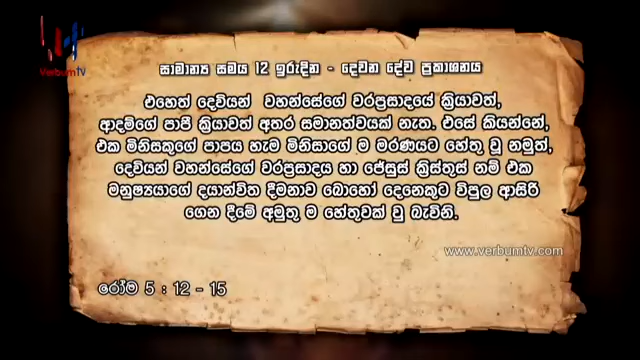 VerbumTV
සාමාන්‍ය සමය 12 ඉරුදින - දෙවන දේව ප්‍රකාශනය
එහෙත් දෙවියන් වහන්සේගේ වරප්‍රසාදයේ ක්‍රියාවත්,
ආදම්ගේ පාපී ක්‍රියාවත් අතර සමානත්වයක් නැත. එසේ කියන්නේ,
එක මිනිසකුගේ පාපය හැම මිනිසාගේ ම මරණයට හේතු වූ නමුත්,
දෙවියන් වහන්සේගේ වරප්‍රසාදය හා ජේසුස් ක්‍රිස්තුස් නම් එක
මනුෂ්‍යයාගේ දයාන්විත දීමනාව බොහෝ දෙනෙකුට විපුල ආසිරි
ගෙන දීමේ අමුතු ම හේතුවක් වු බැවිනි.
www.verbumtv.com
රෝම 5 : 12 - 15